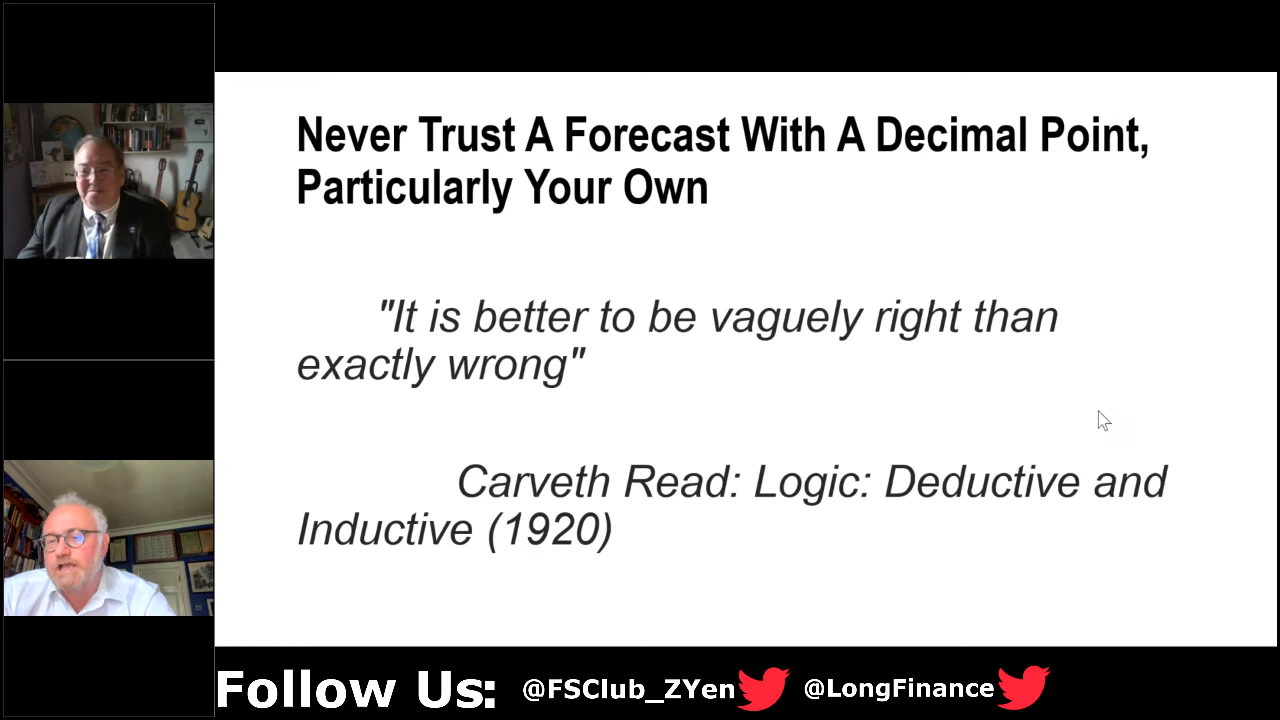 Never Trust A Forecast With A Decimal Point,
Particularly Your Own
"It is better to be vaguely right than
exactly wrong"
Carveth Read: Logic: Deductive and
Inductive (1920)
Follow Us: @FSClub_ZYen @LongFinance